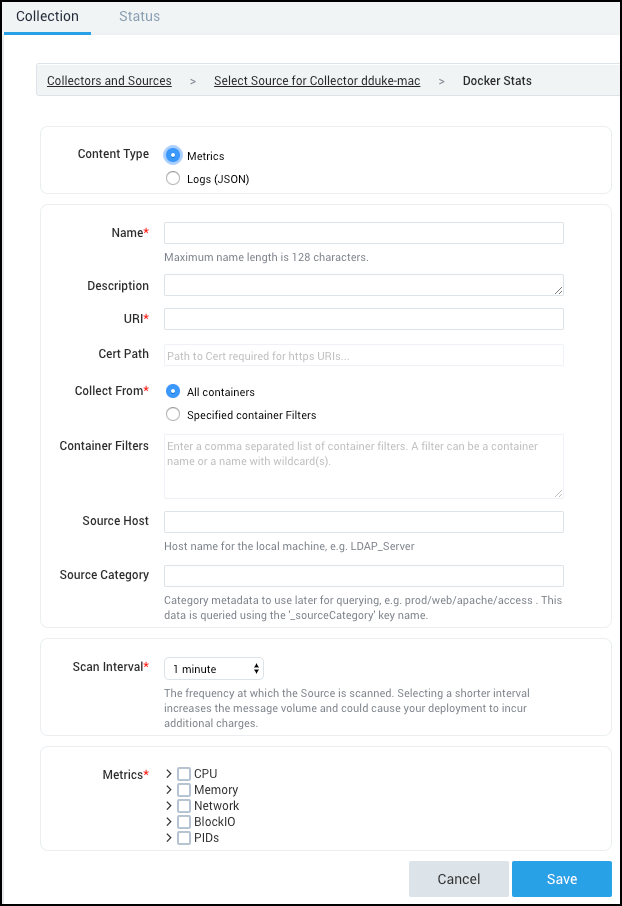 Collection Status
Collectors and Sources > Select Source for Collector dduke-mac > Docker Stats
Content Type Metrics
Logs (JSON)
Name*
Maximum name length is 128 characters.
Description
URI*
Cert Path Path to Cert required for https URIs...
Collect From* All containers
Specified container Filters
Container Filters Enter a comma separated list of container filters. A filter can be a container
name or a name with wildcard(s).
Source Host
Host name for the local machine, e.g. LDAP_Server
Source Category
Category metadata to use later for querying, e.g. prod/web/apache/access . This
data is queried using the '_sourceCategory' key name.
Scan Interval* 1 minute
The frequency at which the Source is scanned. Selecting a shorter interval
increases the message volume and could cause your deployment to incur
additional charges.
Metrics* CPU
Memory
Network
BlockIO
PIDs
Cancel Save